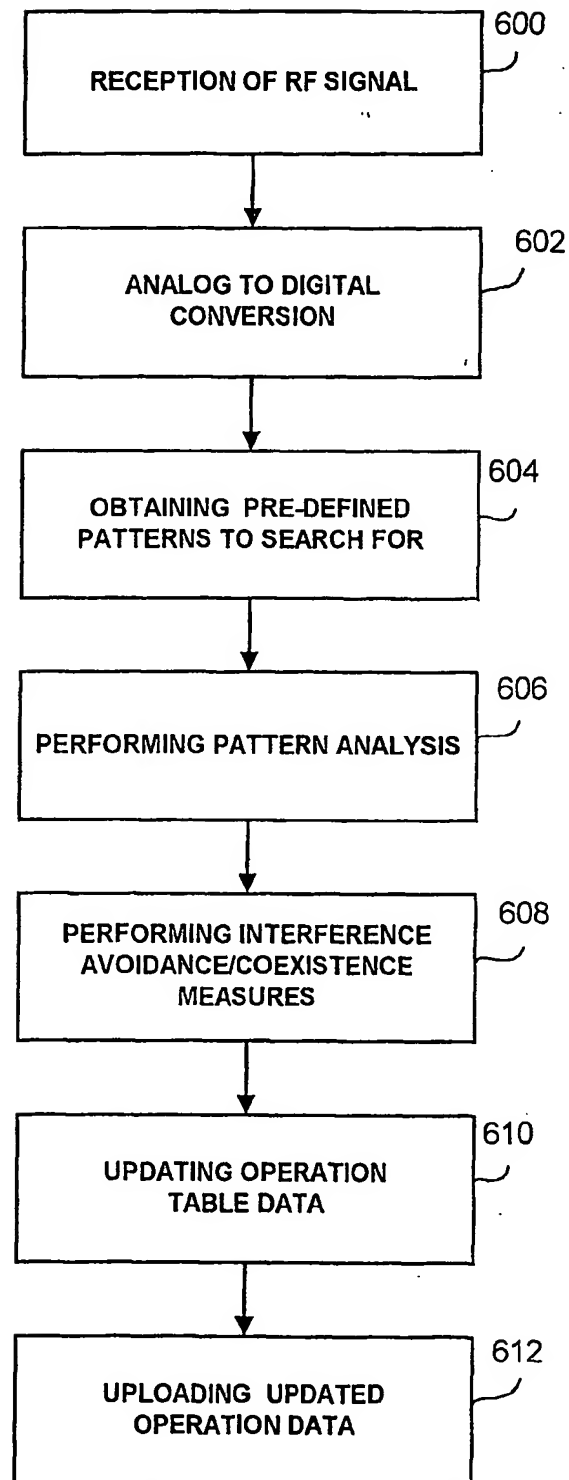 600
RECEPTION OF RF SIGNAL
602
ANALOG TO DIGITAL
CONVERSION
604
OBTAINING PRE-DEFINED
PATTERNS TO SEARCH FOR
606
PERFORMING PATTERN ANALYSIS
608
PERFORMING INTERFERENCE
AVOIDANCE/COEXISTENCE
MEASURES
610
UPDATING OPERATION
TABLE DATA
612
UPLOADING UPDATED
OPERATION DATA